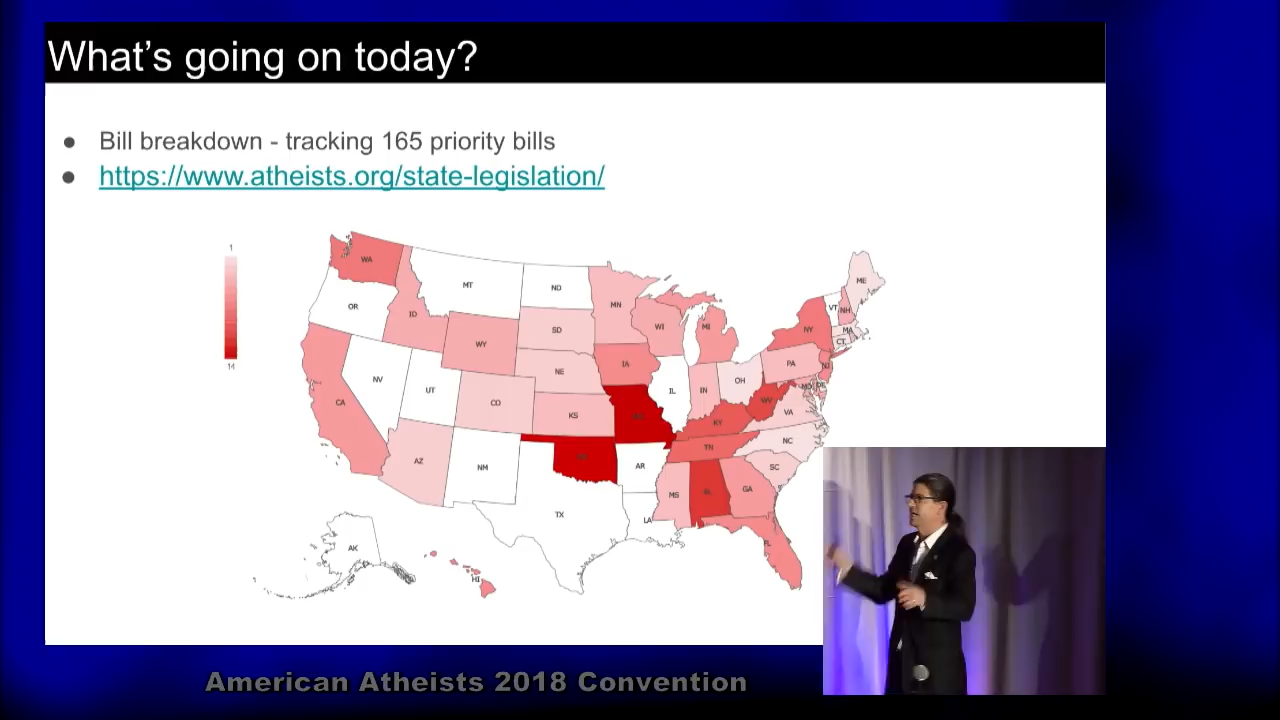 What's going on today?
● Bill breakdown - tracking 165 priority bills
● https://www.atheists.org/state-legislation/
1
14
WA
MT
ND
MN
ME
OR
ID
SD
WI
MI
VT
NH
NY
MA
CT
WY
NE
IA
PA
NJ
NV
UT
CO
IL
IN
OH
MD
DE
CA
KS
WV
VA
KY
AZ
NM
AR
TN
NC
SC
MS
AL
GA
TX
LA
AK
HI
American Atheists 2018 Convention